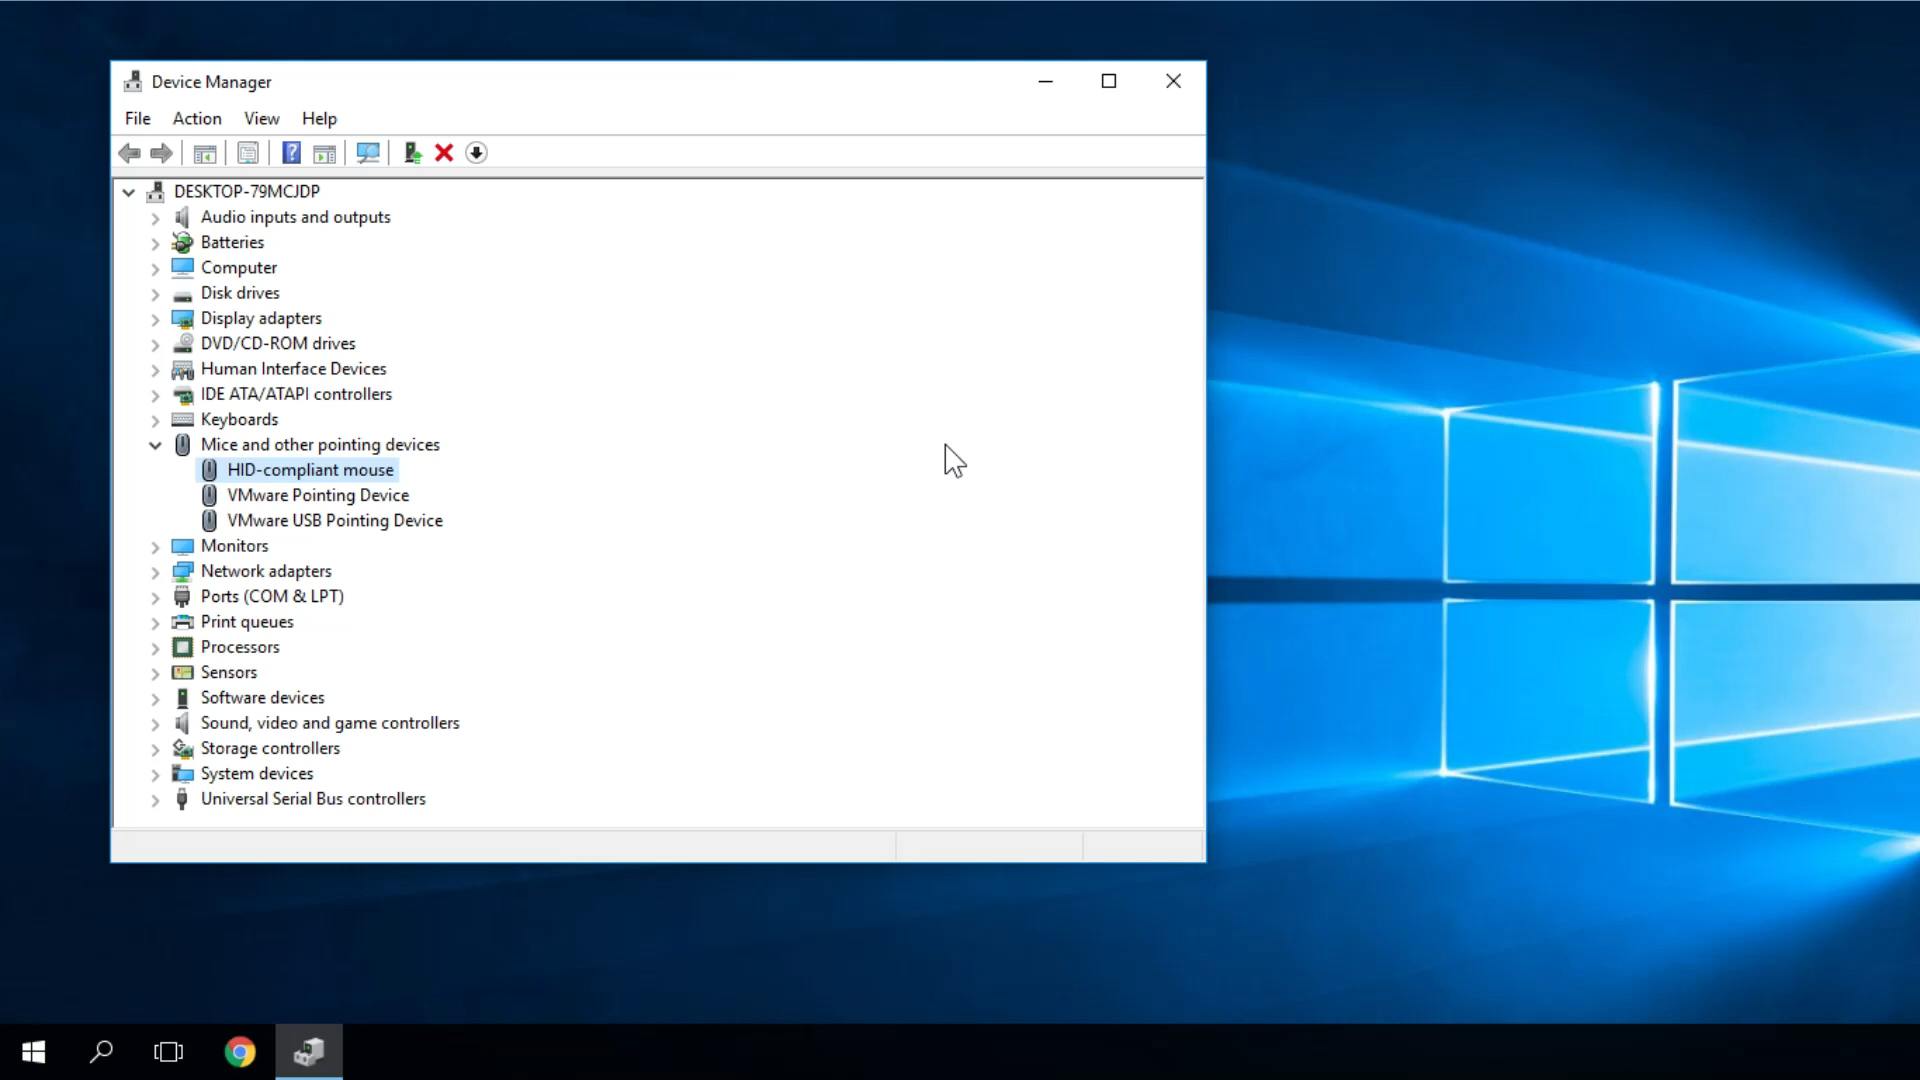 Device Manager
File Action View Help
?
DESKTOP-79MCJDP
Audio inputs and outputs
Batteries
Computer
Disk drives
Display adapters
DVD/CD-ROM drives
Human Interface Devices
IDE ATA/ATAPI controllers
Keyboards
Mice and other pointing devices
HID-compliant mouse
VMware Pointing Device
VMware USB Pointing Device
Monitors
Network adapters
Ports (COM & LPT)
Print queues
Processors
Sensors
Software devices
Sound, video and game controllers
Storage controllers
System devices
Universal Serial Bus controllers